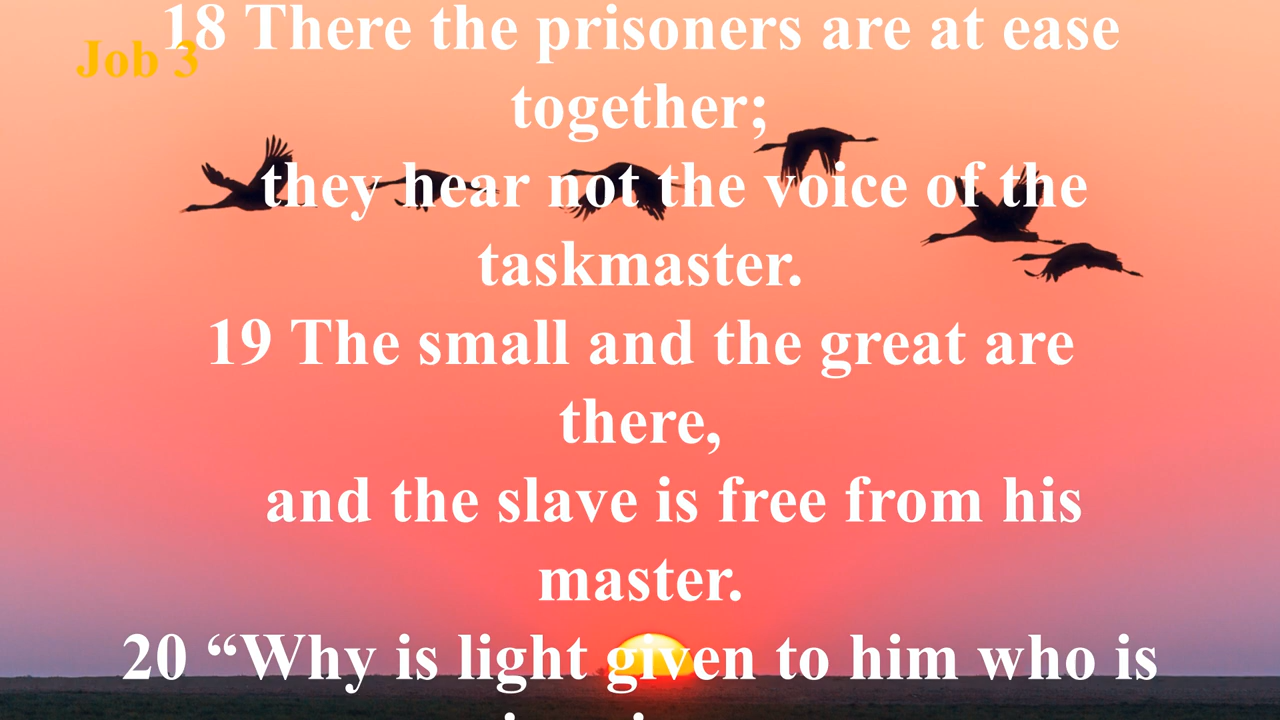 Job 3
18 There the prisoners are at ease
together;
they hear not the voice of the
taskmaster.
19 The small and the great are
there,
and the slave is free from his
master.
20 “Why is light given to him who is